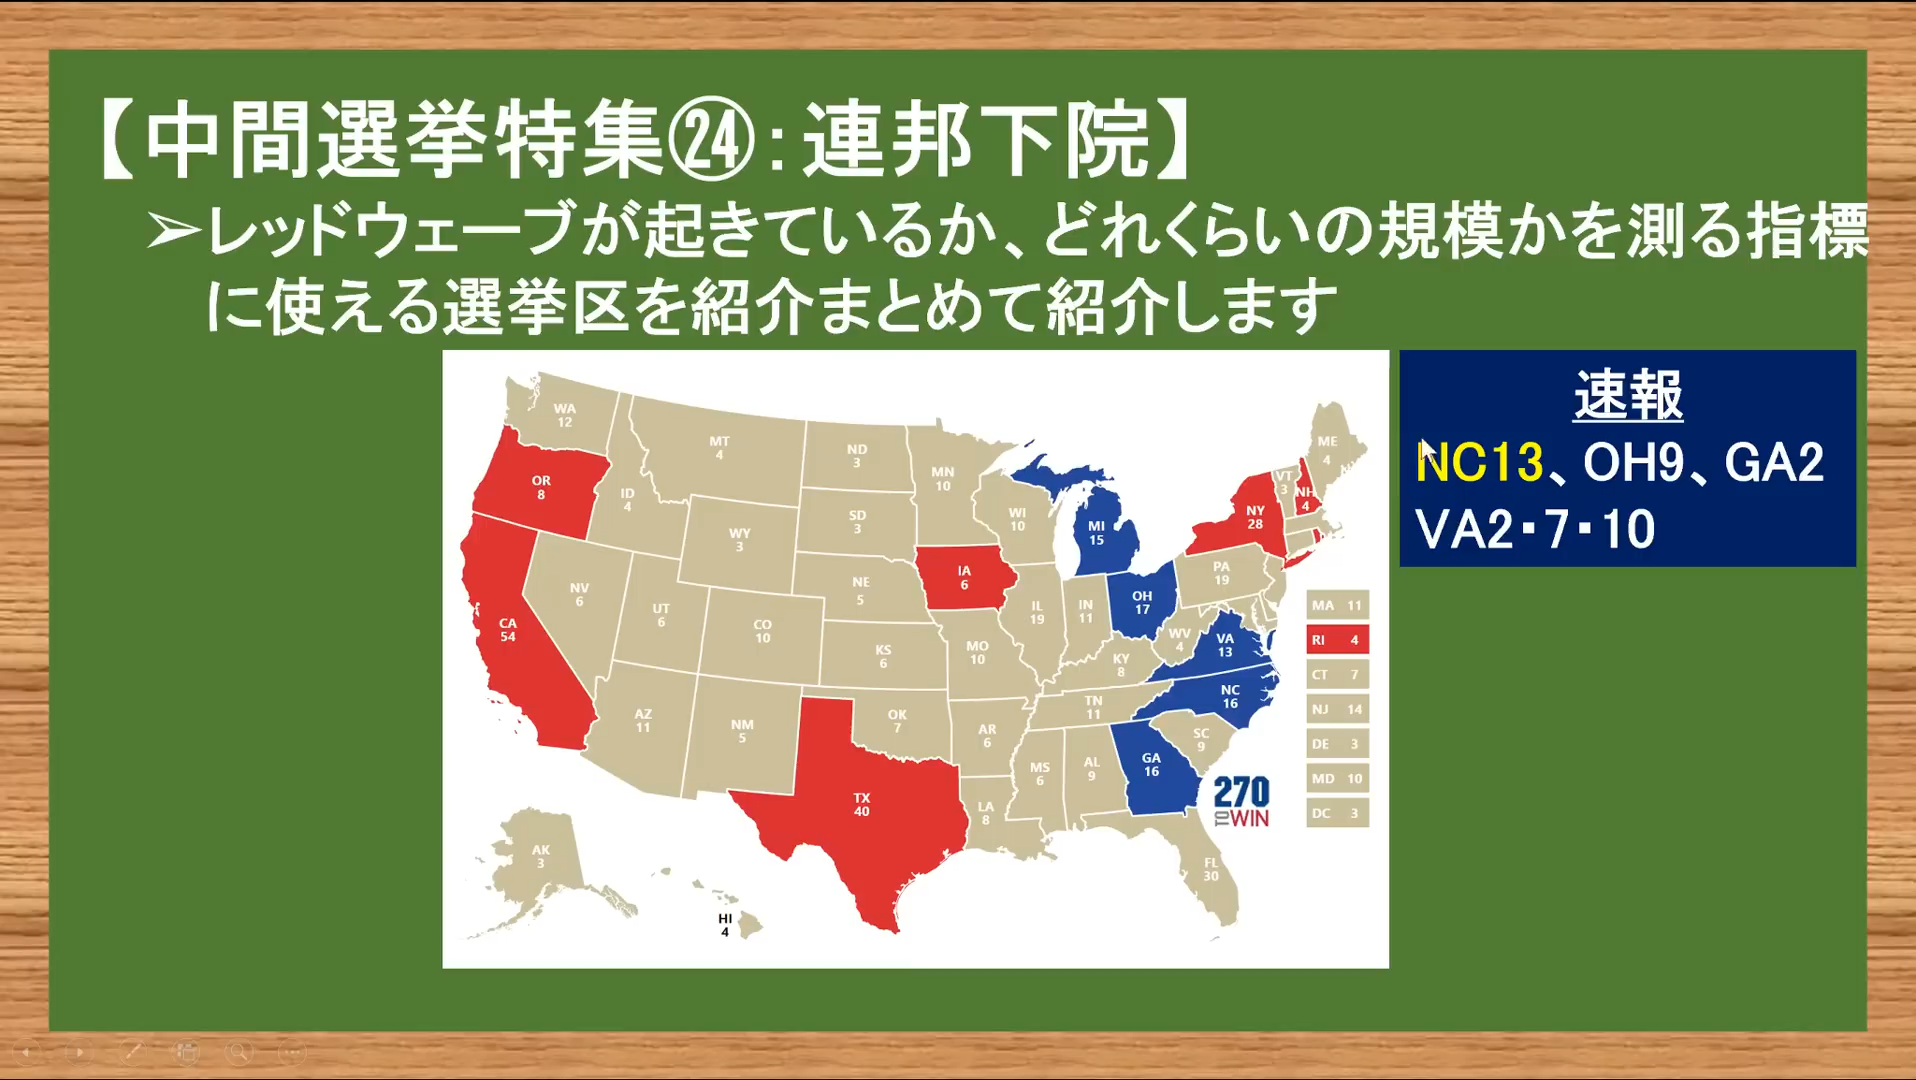 【中間選挙特集㉔:連邦下院】
➢レッドウェーブが起きているか、どれくらいの規模かを測る指標
に使える選挙区を紹介まとめて紹介します
速報
NC13、OH9、GA2
VA2・7・10
WA
12
OR
8
CA
54
NV
6
ID
4
MT
4
WY
3
UT
6
CO
10
AZ
11
NM
5
ND
3
SD
3
NE
5
KS
6
OK
7
TX
40
MN
10
IA
6
MO
10
AR
6
LA
8
WI
10
IL
19
IN
11
MI
15
OH
17
KY
8
TN
11
MS
6
AL
9
GA
16
FL
30
SC
9
NC
16
VA
13
WV
4
PA
19
NY
28
VT
3
NH
4
ME
4
AK
3
HI
4
MA 11
RI 4
CT 7
NJ 14
DE 3
MD 10
DC 3
270
TO WIN